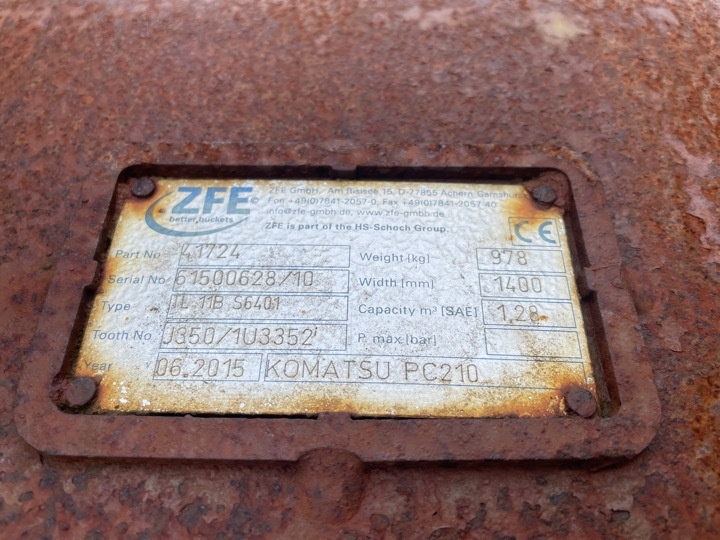 ZFE ©
better buckets
ZFE GmbH, Am Illensee 15, D-27855 Achern Gamshurst
Fon +49(0)7841-2057-0, Fax +49(0)7841-2057-40
info@zfe-gmbh.de, www.zfe-gmbh.de
ZFE is part of the HS-Schoch Group.
CE
Part No 41724 Weight [kg] 978
Serial No 61500628/10 Width [mm] 1400
Type TL 11B S6401 Capacity m³ [SAE] 1,28
Tooth No. J350/1U3352 P. max [bar]
Year 06.2015 KOMATSU PC210